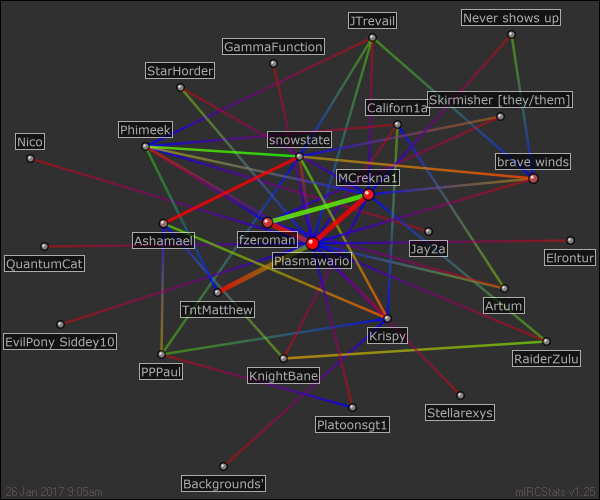 JTrevail
Never shows up
GammaFunction
StarHorder
Skirmisher [they/them]
Californ1a
Phimeek
snowstate
Nico
brave winds
MCrekna1
Ashamael
fzeroman
Jay2a
Elrontur
QuantumCat
Plasmawario
TntMatthew
Artum
EvilPony Siddey10
Krispy
RaiderZulu
PPPaul
KnightBane
Stellarexys
Platoonsgt1
Backgrounds'
26 Jan 2017 9:05am
mIRCStats v1.25